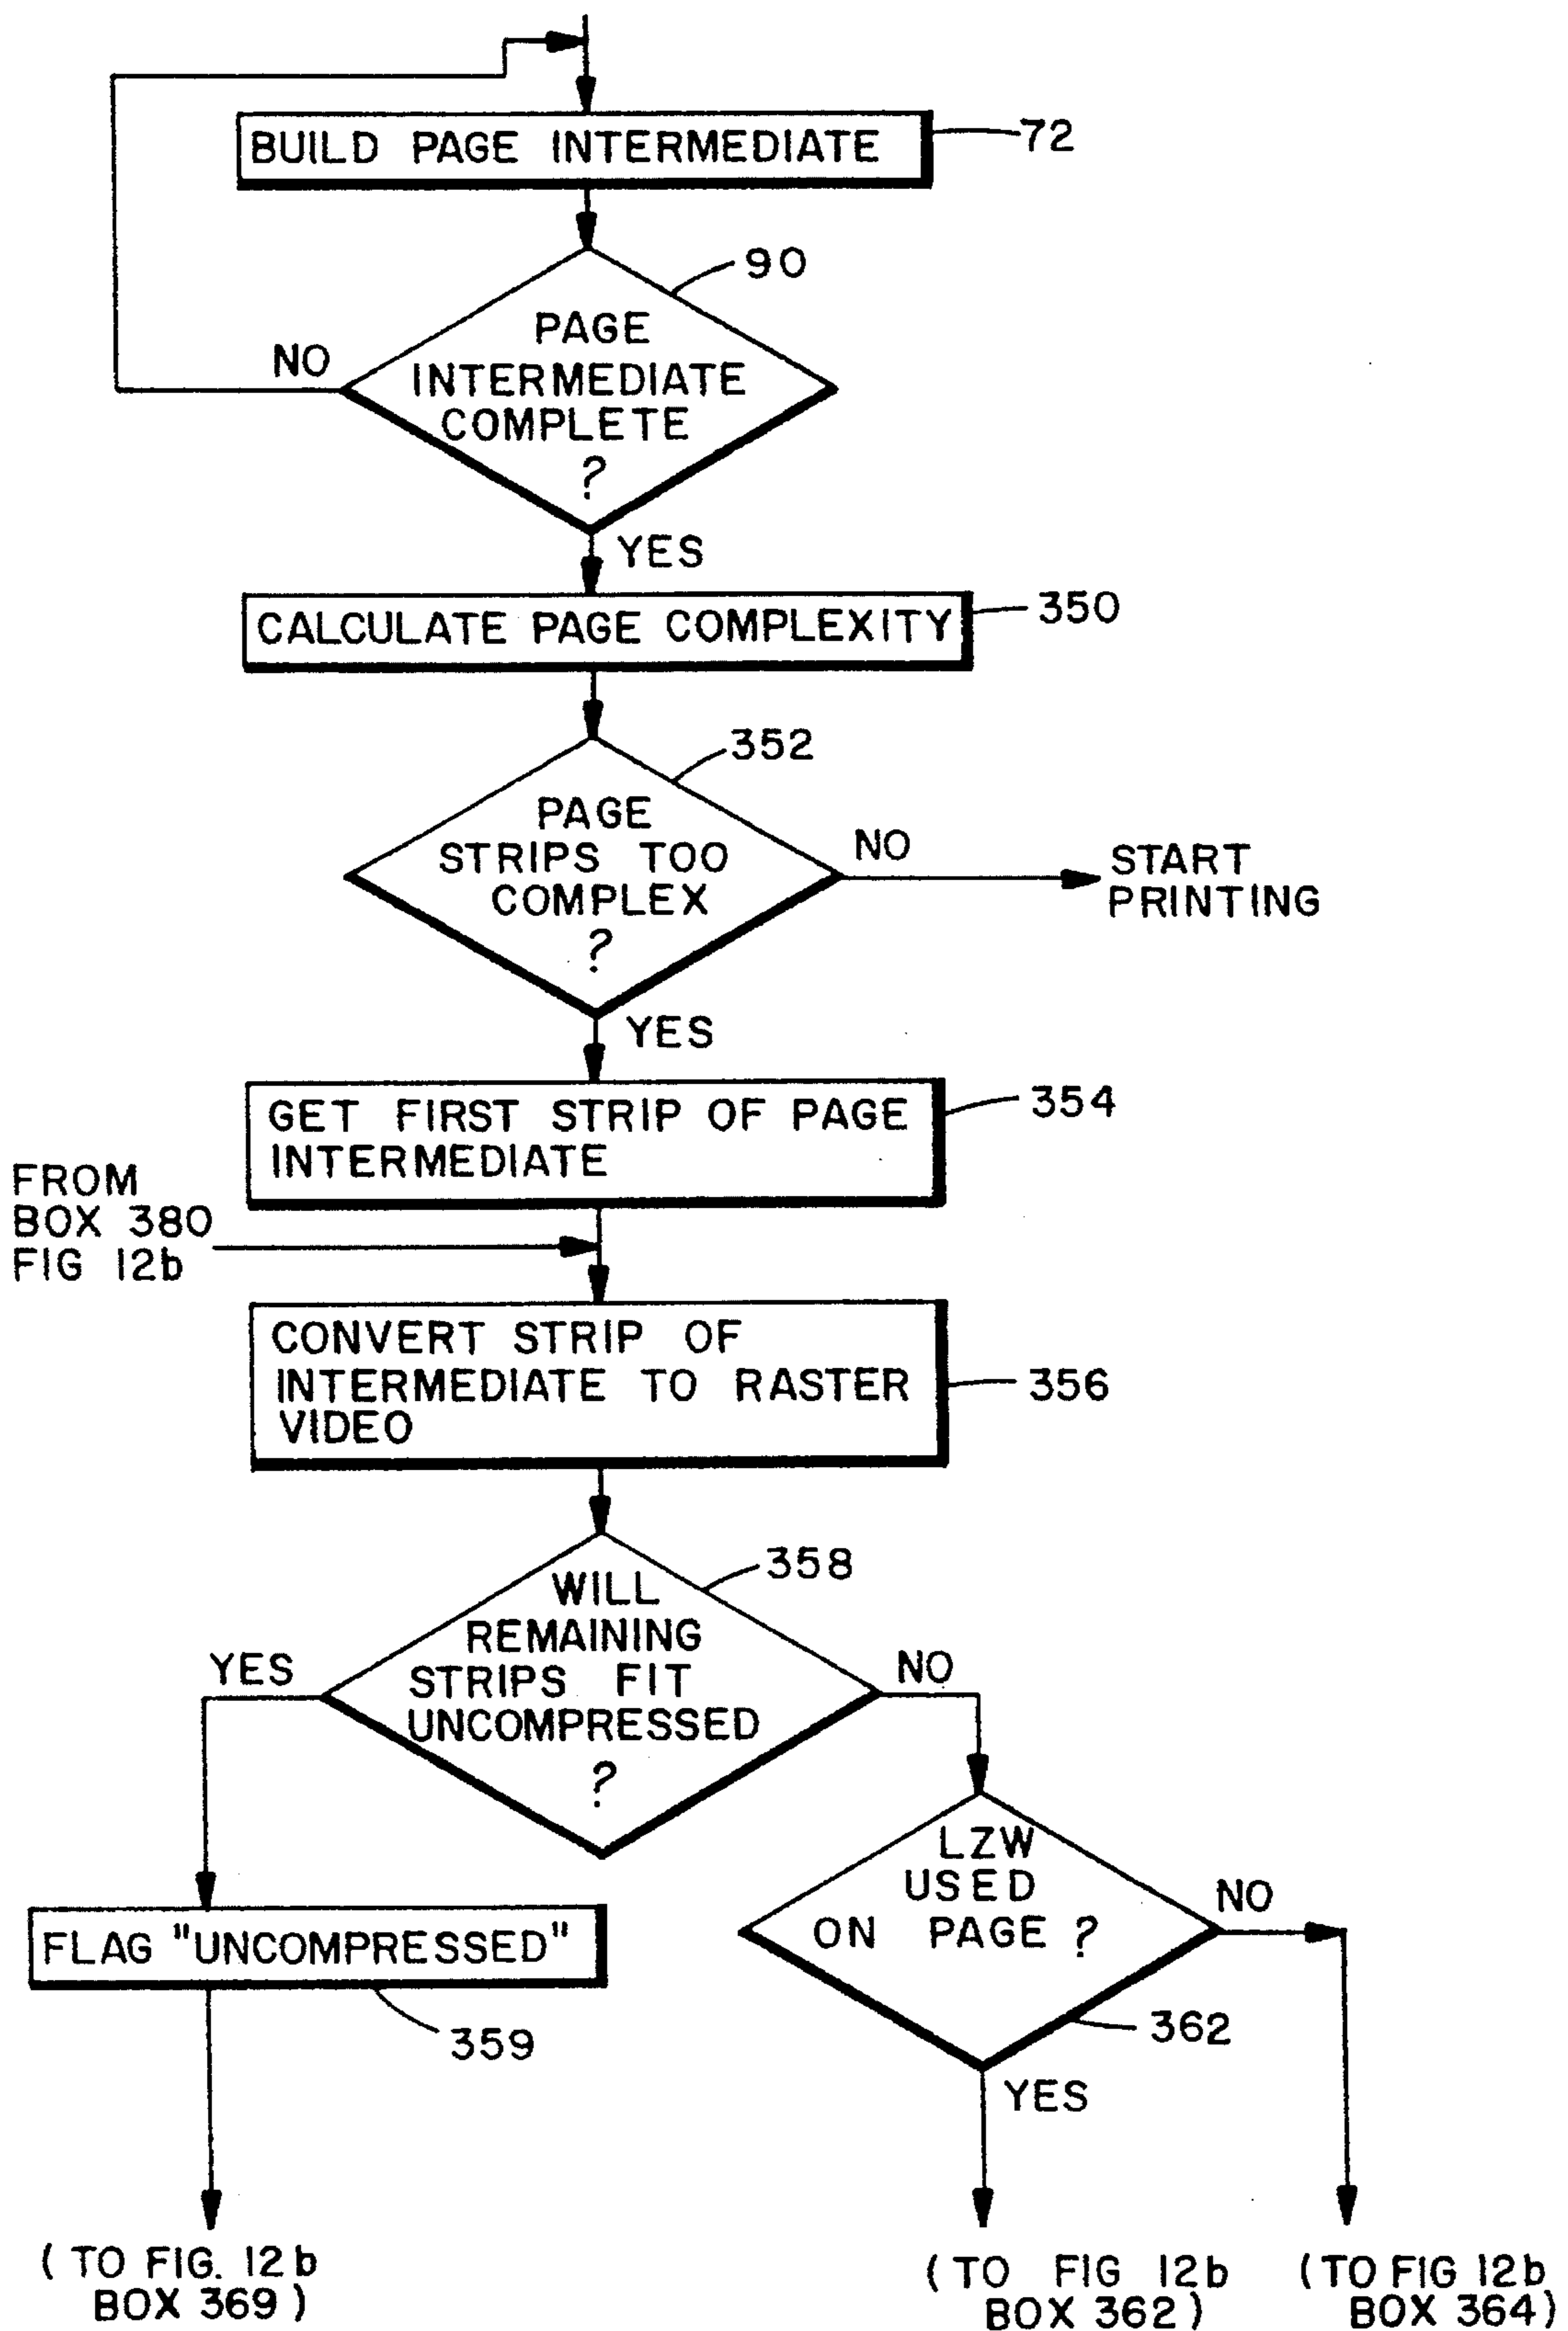 BUILD PAGE INTERMEDIATE
72
90
PAGE
INTERMEDIATE
COMPLETE
?
NO
YES
CALCULATE PAGE COMPLEXITY
350
352
PAGE
STRIPS TOO
COMPLEX
?
NO
START
PRINTING
YES
GET FIRST STRIP OF PAGE
INTERMEDIATE
354
FROM
BOX 380
FIG 12b
CONVERT STRIP OF
INTERMEDIATE TO RASTER
VIDEO
356
358
WILL
REMAINING
STRIPS FIT
UNCOMPRESSED
?
YES
NO
FLAG "UNCOMPRESSED"
359
LZW
USED
ON PAGE ?
NO
362
YES
(TO FIG. 12b
BOX 369)
(TO FIG 12b
BOX 362)
(TO FIG 12b
BOX 364)